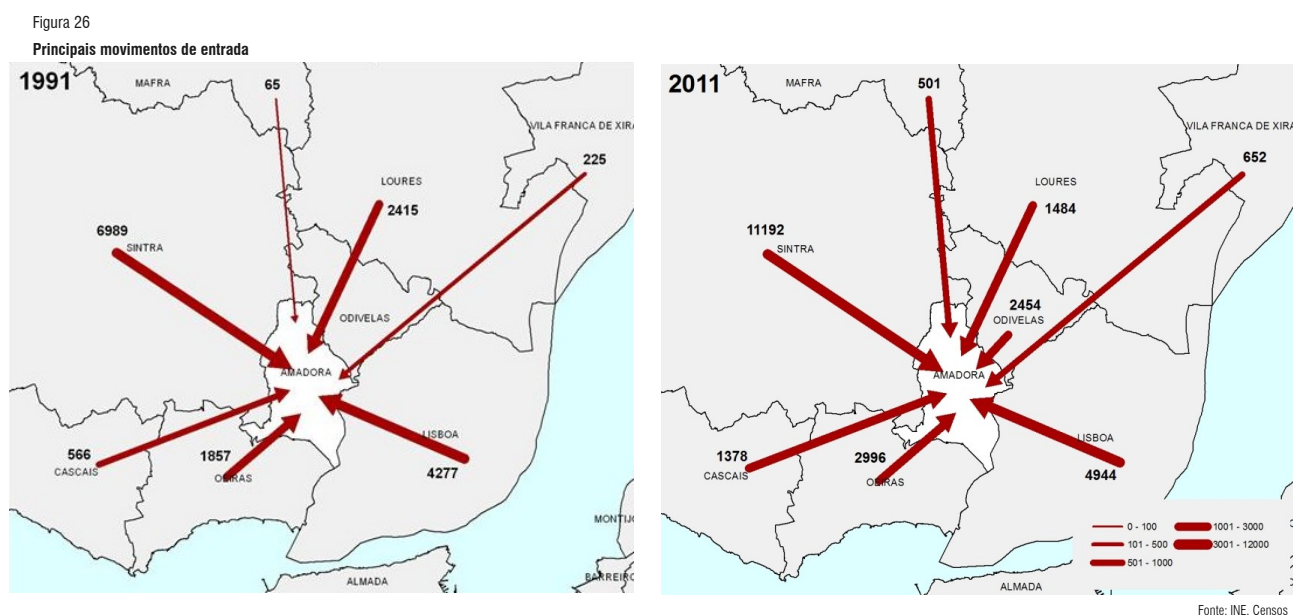 Figura 26
Principais movimentos de entrada
1991
MAFRA
65
VILA FRANCA DE XIRA
225
LOURES
2415
6989
SINTRA
ODIVELAS
AMADORA
566
CASCAIS
1857
OEIRAS
LISBOA
4277
MONTIJO
ALMADA
BARREIRO
2011
MAFRA
501
VILA FRANCA DE XIRA
652
LOURES
1484
11192
SINTRA
2454
ODIVELAS
AMADORA
1378
CASCAIS
2996
OEIRAS
LISBOA
4944
0 - 100
101 - 500
501 - 1000
1001 - 3000
3001 - 12000
ALMADA
BARREIRO
Fonte: INE, Censos